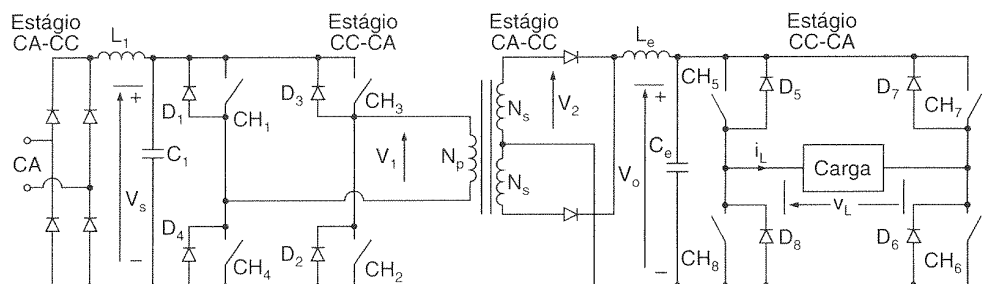 Estágio
CA-CC
L1
Estágio
CC-CA
Estágio
CA-CC
Le
Estágio
CC-CA
+
D1
CH1
D3
CH3
Ns
V2
+
CH5
D5
D7
CH7
CA
C1
V1
Np
Ce
iL
Carga
Vs
Ns
Vo
vL
D4
CH4
D2
CH2
D8
CH8
D6
CH6
−
−